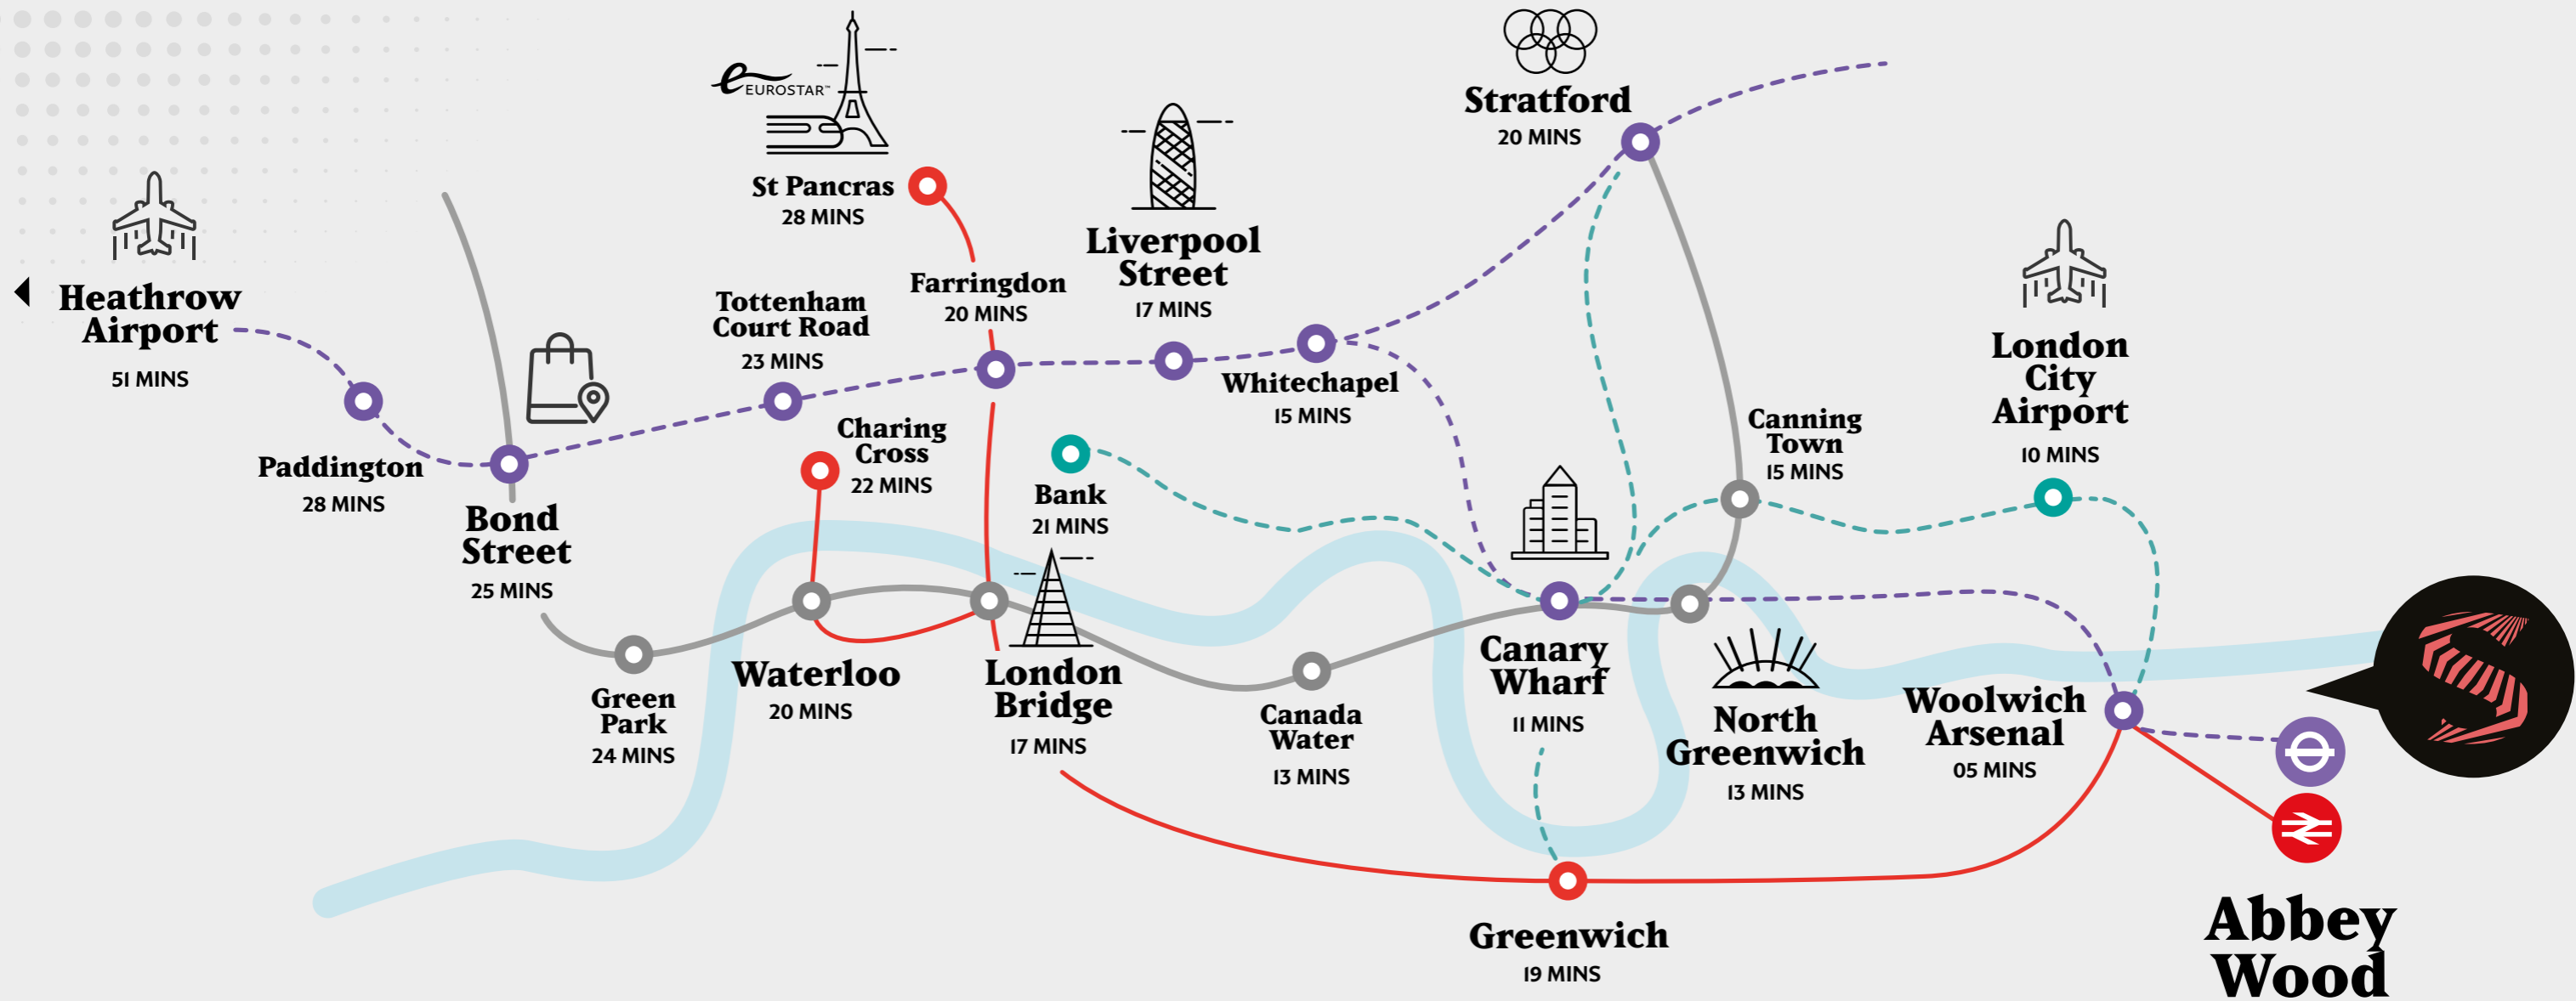 EUROSTAR™
St Pancras
28 MINS
Stratford
20 MINS
Liverpool
Street
17 MINS
Heathrow
Airport
51 MINS
Farringdon
20 MINS
Tottenham
Court Road
23 MINS
London
City
Airport
10 MINS
Whitechapel
15 MINS
Canning
Town
15 MINS
Charing
Cross
22 MINS
Paddington
28 MINS
Bank
21 MINS
Bond
Street
25 MINS
Waterloo
20 MINS
London
Bridge
17 MINS
Green
Park
24 MINS
Canada
Water
13 MINS
Canary
Wharf
11 MINS
North
Greenwich
13 MINS
Woolwich
Arsenal
05 MINS
Greenwich
19 MINS
Abbey
Wood